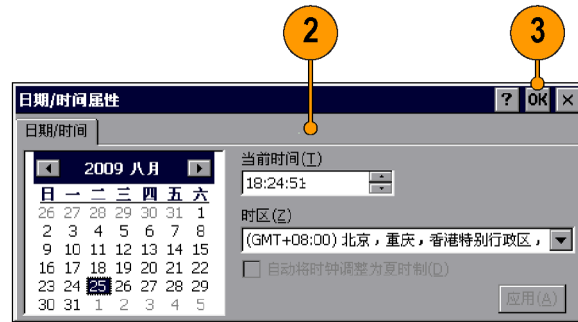 2
3
日期/时间属性
? OK ×
日期/时间
2009 八月
日 一 二 三 四 五 六
26 27 28 29 30 31 1
2 3 4 5 6 7 8
9 10 11 12 13 14 15
16 17 18 19 20 21 22
23 24 25 26 27 28 29
30 31 1 2 3 4 5
当前时间(T)
18:24:51
时区(Z)
(GMT+08:00) 北京，重庆，香港特别行政区，
自动将时钟调整为夏时制(D)
应用(A)